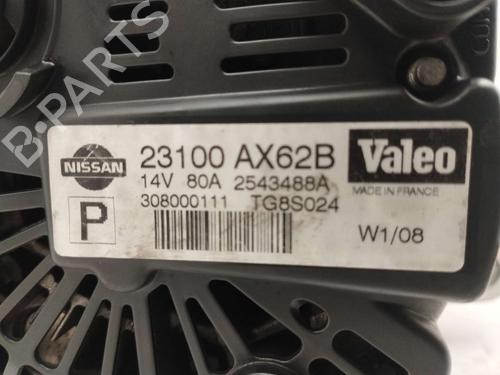 B-PARTS
NISSAN
23100 AX62B
Valeo
14V 80A 2543488A
MADE IN FRANCE
308000111 TG8S024
P
W1/08